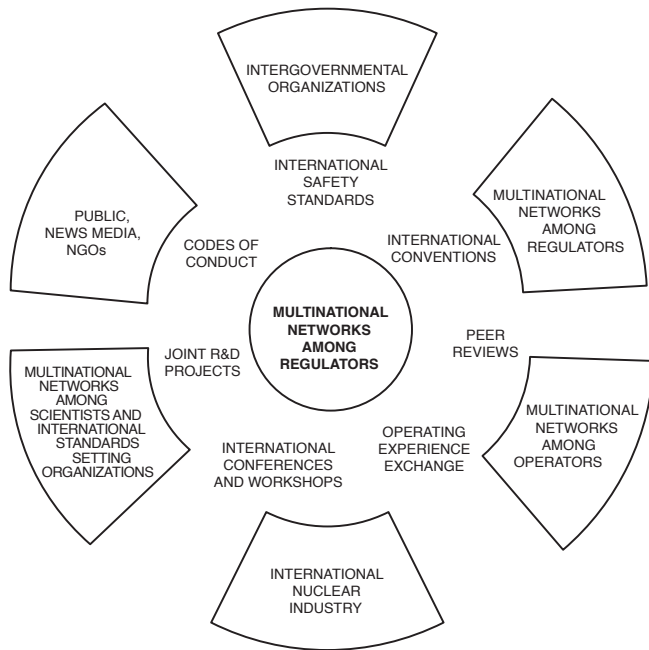 INTERGOVERNMENTAL
ORGANIZATIONS
INTERNATIONAL
SAFETY
STANDARDS
MULTINATIONAL
NETWORKS
AMONG
REGULATORS
INTERNATIONAL
CONVENTIONS
PUBLIC,
NEWS MEDIA,
NGOs
CODES OF
CONDUCT
MULTINATIONAL
NETWORKS
AMONG
REGULATORS
PEER
REVIEWS
JOINT R&D
PROJECTS
MULTINATIONAL
NETWORKS
AMONG
SCIENTISTS AND
INTERNATIONAL
STANDARDS
SETTING
ORGANIZATIONS
MULTINATIONAL
NETWORKS
AMONG
OPERATORS
OPERATING
EXPERIENCE
EXCHANGE
INTERNATIONAL
CONFERENCES
AND WORKSHOPS
INTERNATIONAL
NUCLEAR
INDUSTRY